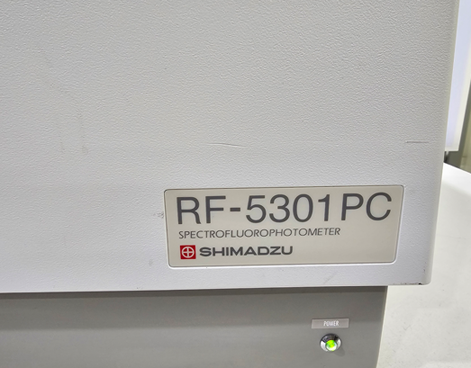 RF-5301PC
SPECTROFLUOROPHOTOMETER
SHIMADZU
POWER